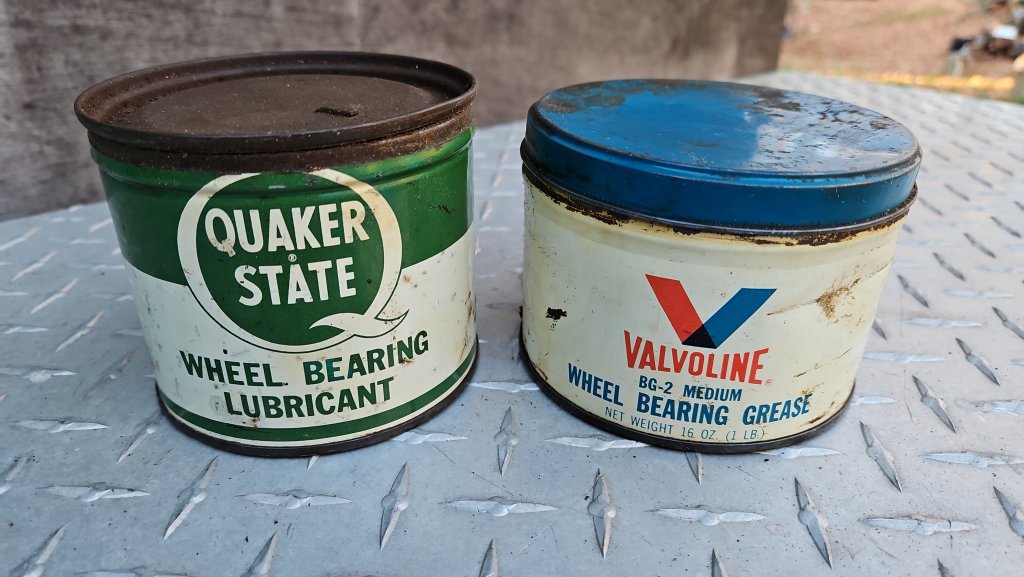 QUAKER
STATE
®
WHEEL BEARING
LUBRICANT
VALVOLINE®
BG-2 MEDIUM
WHEEL BEARING GREASE
NET WEIGHT 16 OZ. (1 LB.)